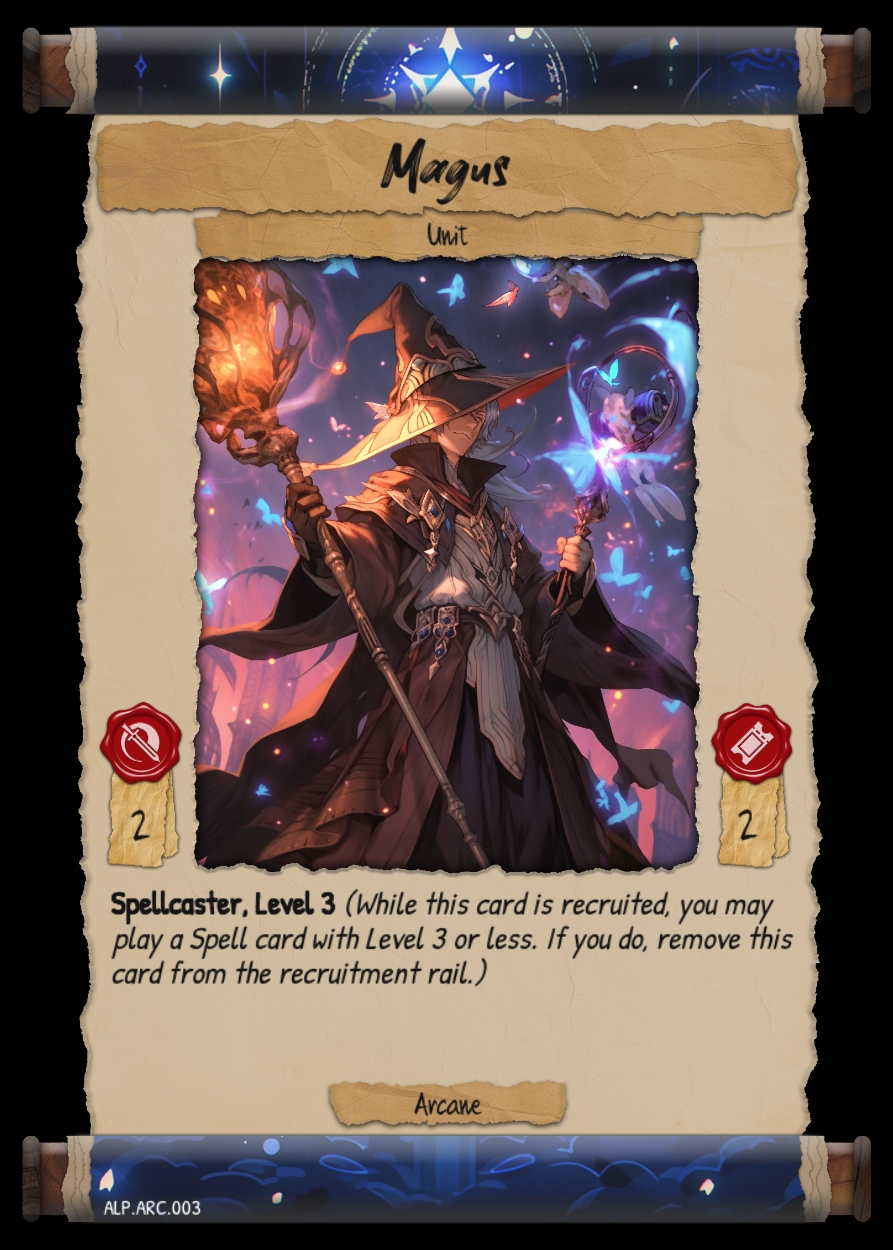 Magus
Unit
2
2
Spellcaster, Level 3 (While this card is recruited, you may
play a Spell card with Level 3 or less. If you do, remove this
card from the recruitment rail.)
Arcane
ALP.ARC.003